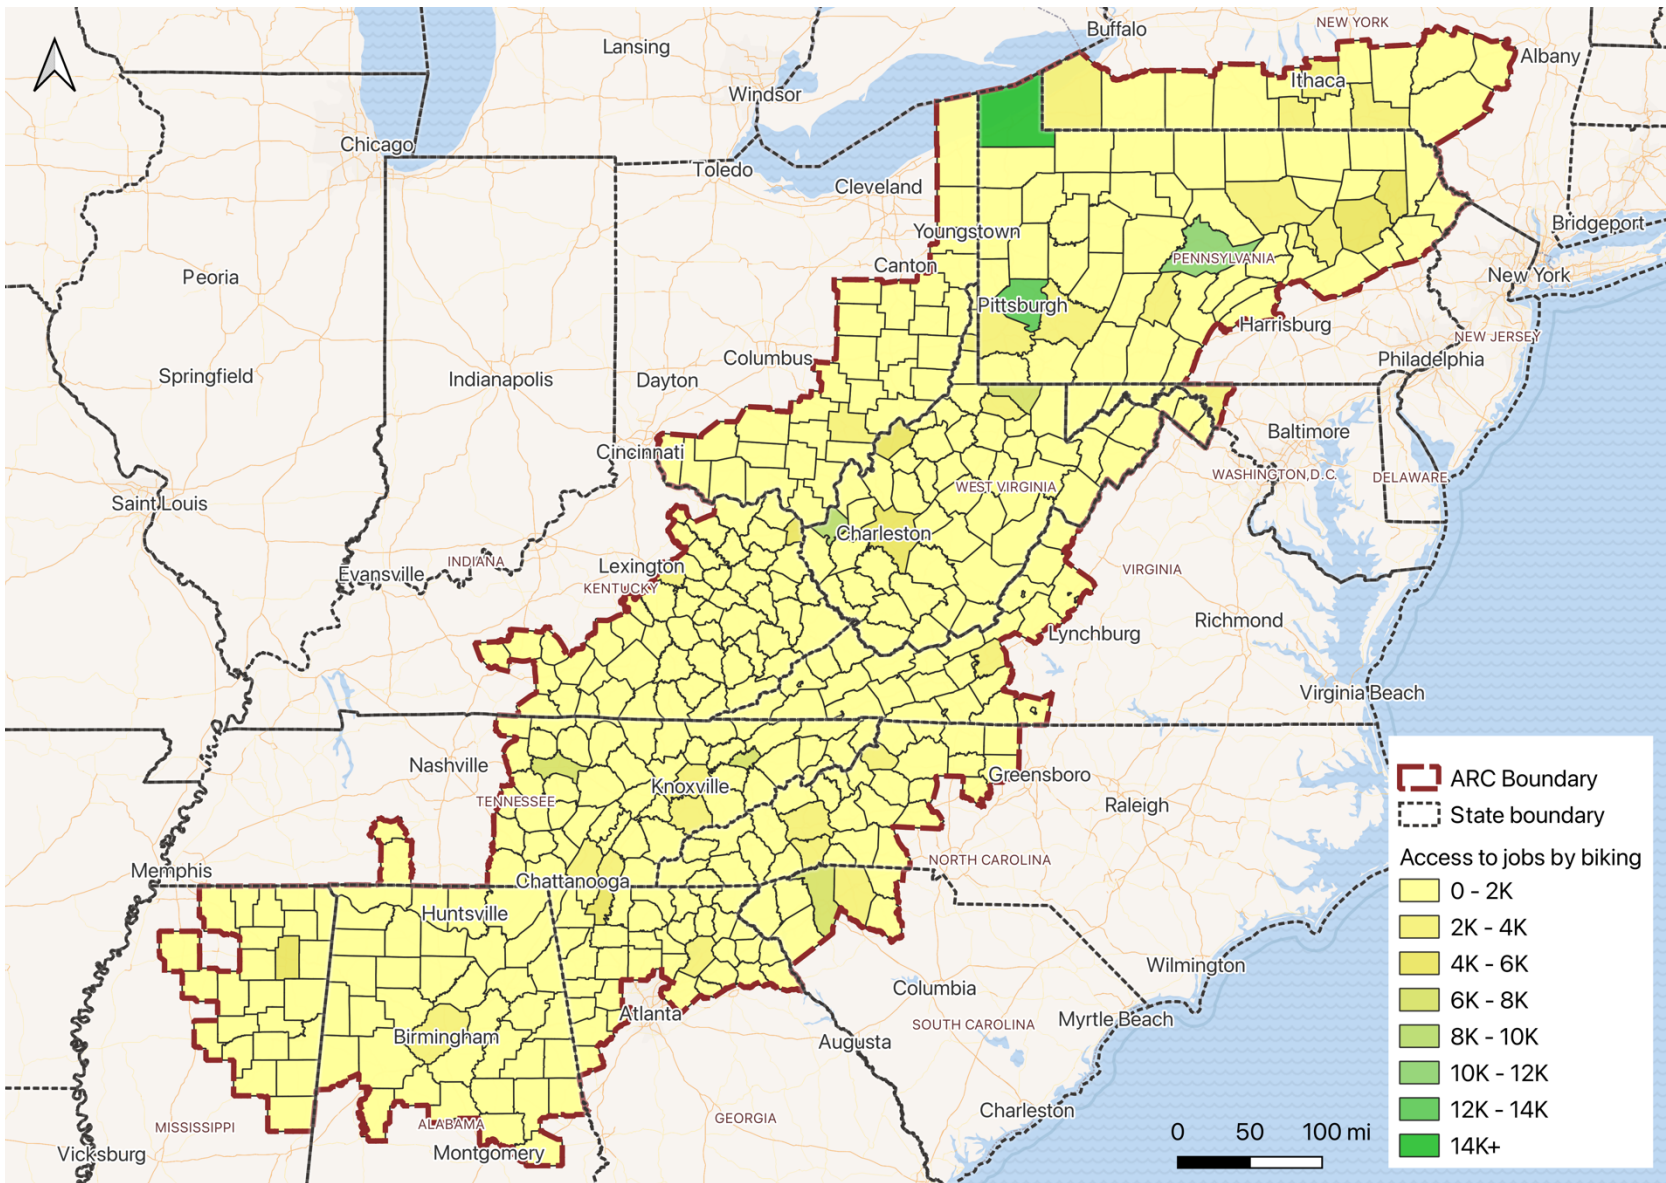 Buffalo
NEW YORK
Lansing
Albany
Ithaca
Windsor
Chicago
Toledo
Cleveland
Bridgeport
Youngstown
PENNSYLVANIA
Canton
New York
Peoria
Pittsburgh
Harrisburg
NEW JERSEY
Columbus
Philadelphia
Springfield
Indianapolis
Dayton
Baltimore
Cincinnati
WASHINGTON,D.C.
DELAWARE
WEST VIRGINIA
Saint Louis
Charleston
INDIANA
Lexington
VIRGINIA
Evansville
KENTUCKY
Richmond
Lynchburg
Virginia Beach
Nashville
Greensboro
Knoxville
TENNESSEE
Raleigh
NORTH CAROLINA
Memphis
Chattanooga
Huntsville
Wilmington
Columbia
Atlanta
SOUTH CAROLINA
Myrtle Beach
Birmingham
Augusta
Charleston
GEORGIA
MISSISSIPPI
ALABAMA
Vicksburg
Montgomery
0 50 100 mi
ARC Boundary
State boundary
Access to jobs by biking
0 - 2K
2K - 4K
4K - 6K
6K - 8K
8K - 10K
10K - 12K
12K - 14K
14K+